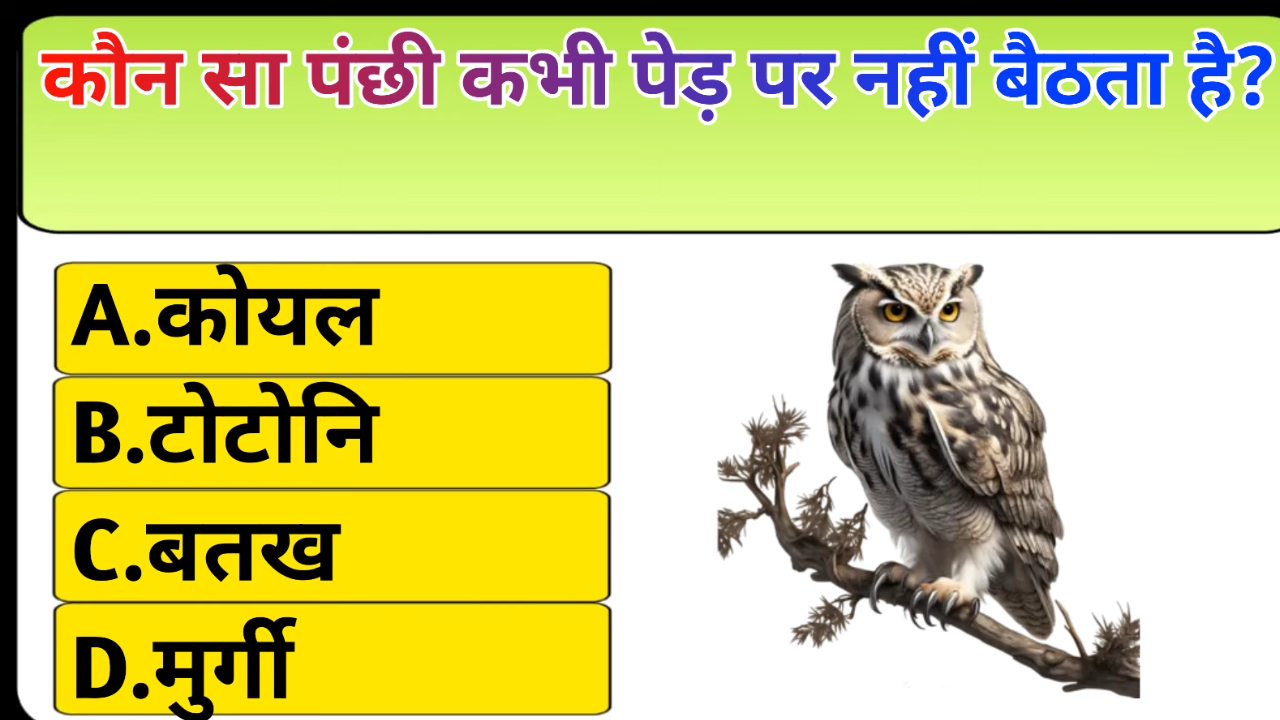 कौन सा पंछी कभी पेड़ पर नहीं बैठता है?
A.कोयल
B.टोटोनि
C.बतख
D.मुर्गी